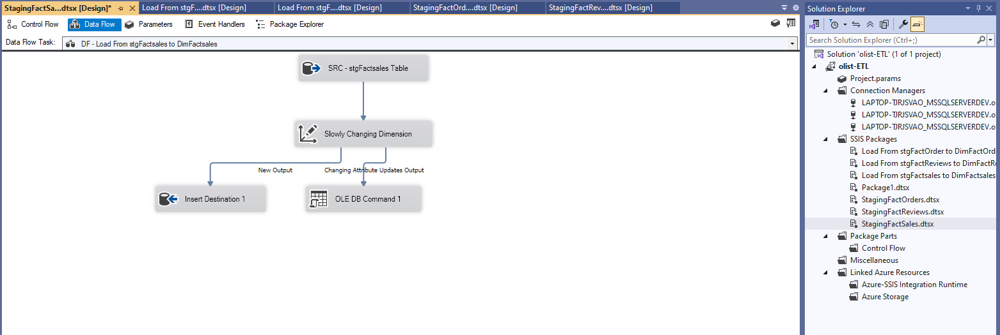 StagingFactSa...dtsx [Design]*
Load From stgF....dtsx [Design]
Load From stgF....dtsx [Design]
StagingFactOrd....dtsx [Design]
StagingFactRev....dtsx [Design]
Control Flow
Data Flow
Parameters
Event Handlers
Package Explorer
Data Flow Task:
DF - Load From stgFactsales to DimFactsales
SRC - stgFactsales Table
Slowly Changing Dimension
New Output
Changing Attribute Updates Output
Insert Destination 1
OLE DB Command 1
Solution Explorer
Search Solution Explorer (Ctrl+;)
Solution 'olist-ETL' (1 of 1 project)
olist-ETL
Project.params
Connection Managers
LAPTOP-TJRJSVAO_MSSQLSERVERDEV.o
LAPTOP-TJRJSVAO_MSSQLSERVERDEV.o
LAPTOP-TJRJSVAO_MSSQLSERVERDEV.o
SSIS Packages
Load From stgFactOrder to DimFactOrd
Load From stgFactReviews to DimFactR
Load From stgFactsales to DimFactsales
Package1.dtsx
StagingFactOrders.dtsx
StagingFactReviews.dtsx
StagingFactSales.dtsx
Package Parts
Control Flow
Miscellaneous
Linked Azure Resources
Azure-SSIS Integration Runtime
Azure Storage